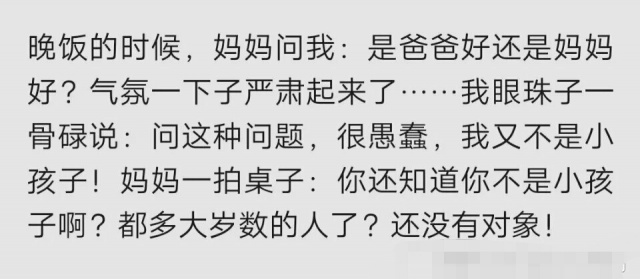 晚饭的时候，妈妈问我：是爸爸好还是妈妈
好？气氛一下子严肃起来了……我眼珠子一
骨碌说：问这种问题，很愚蠢，我又不是小
孩子！妈妈一拍桌子：你还知道你不是小孩
子啊？都多大岁数的人了？还没有对象！